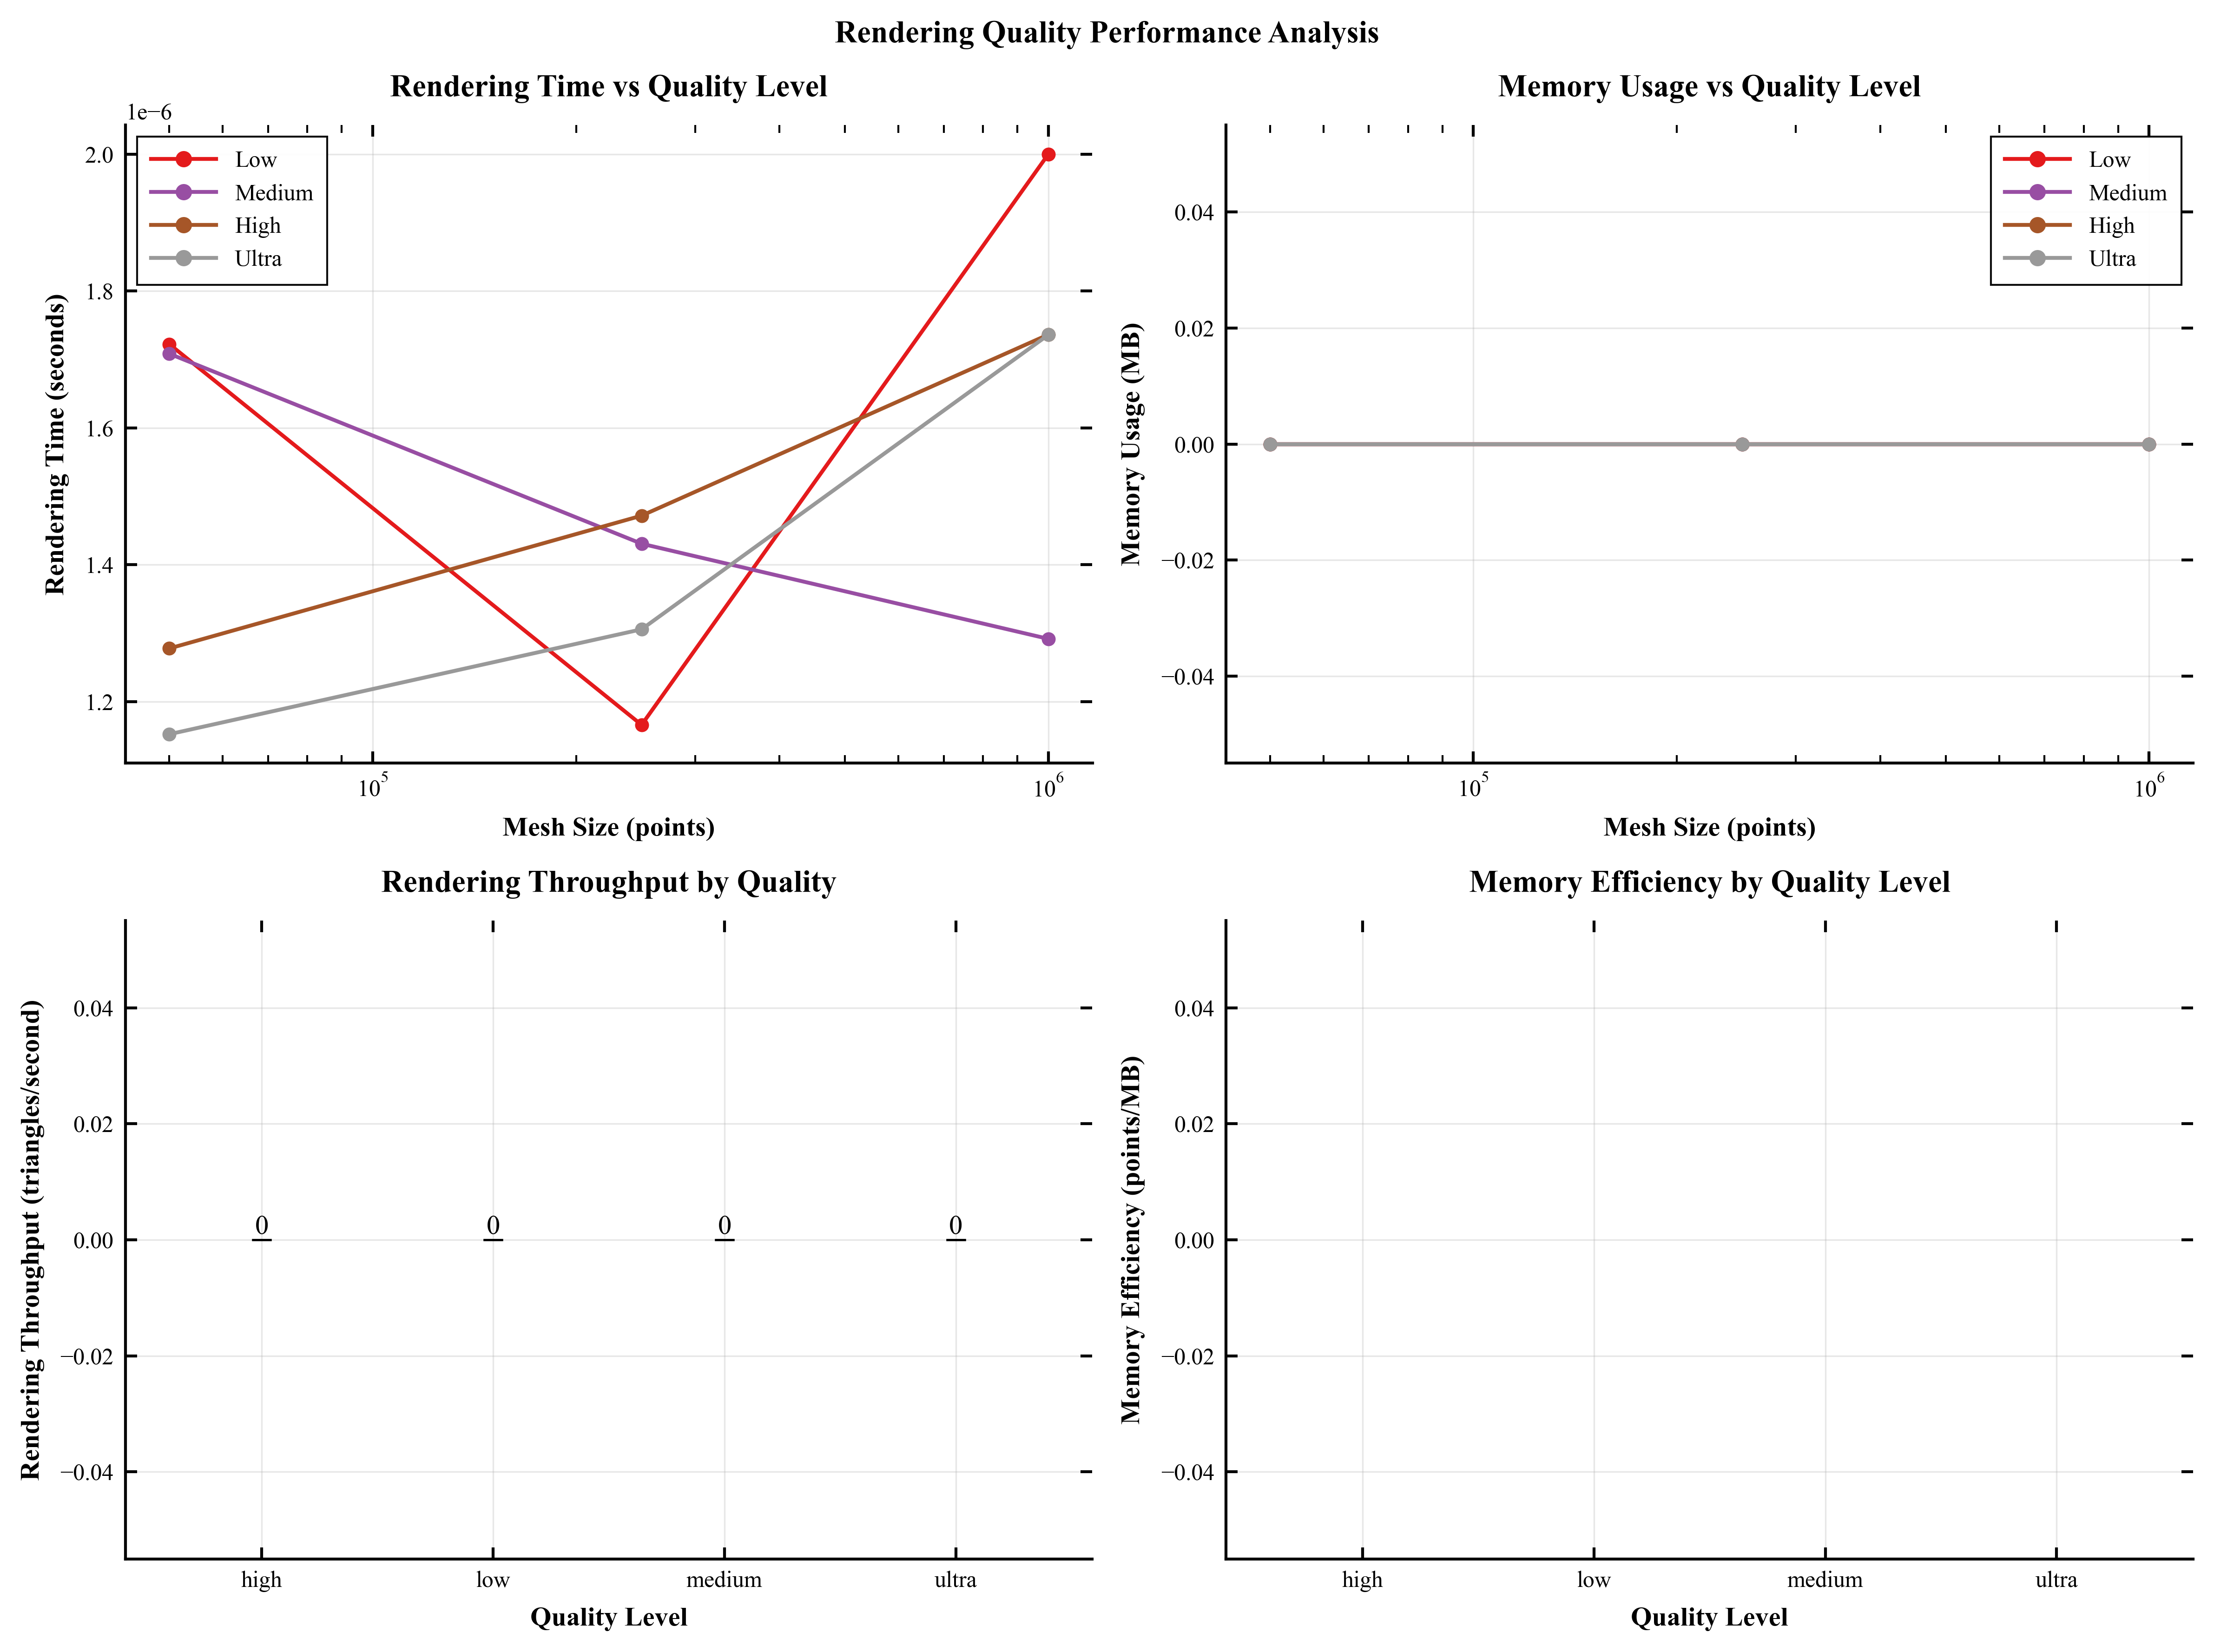 Rendering Quality Performance Analysis
Rendering Time vs Quality Level
1e−6
Low
Medium
High
Ultra
2.0
1.8
1.6
1.4
1.2
Rendering Time (seconds)
10^5
10^6
Mesh Size (points)
Memory Usage vs Quality Level
Low
Medium
High
Ultra
0.04
0.02
0.00
−0.02
−0.04
Memory Usage (MB)
10^5
10^6
Mesh Size (points)
Rendering Throughput by Quality
0.04
0.02
0.00
−0.02
−0.04
Rendering Throughput (triangles/second)
0
0
0
0
high
low
medium
ultra
Quality Level
Memory Efficiency by Quality Level
0.04
0.02
0.00
−0.02
−0.04
Memory Efficiency (points/MB)
high
low
medium
ultra
Quality Level